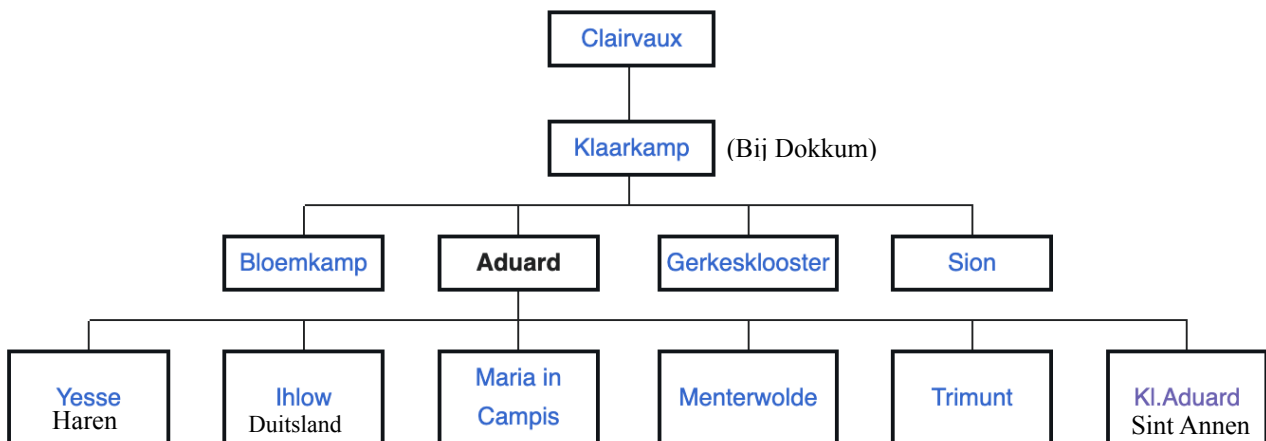 Clairvaux
Klaarkamp (Bij Dokkum)
Bloemkamp Aduard Gerkesklooster Sion
Yesse
Haren
Ihlow
Duitsland
Maria in
Campis
Menterwolde
Trimunt
Kl.Aduard
Sint Annen